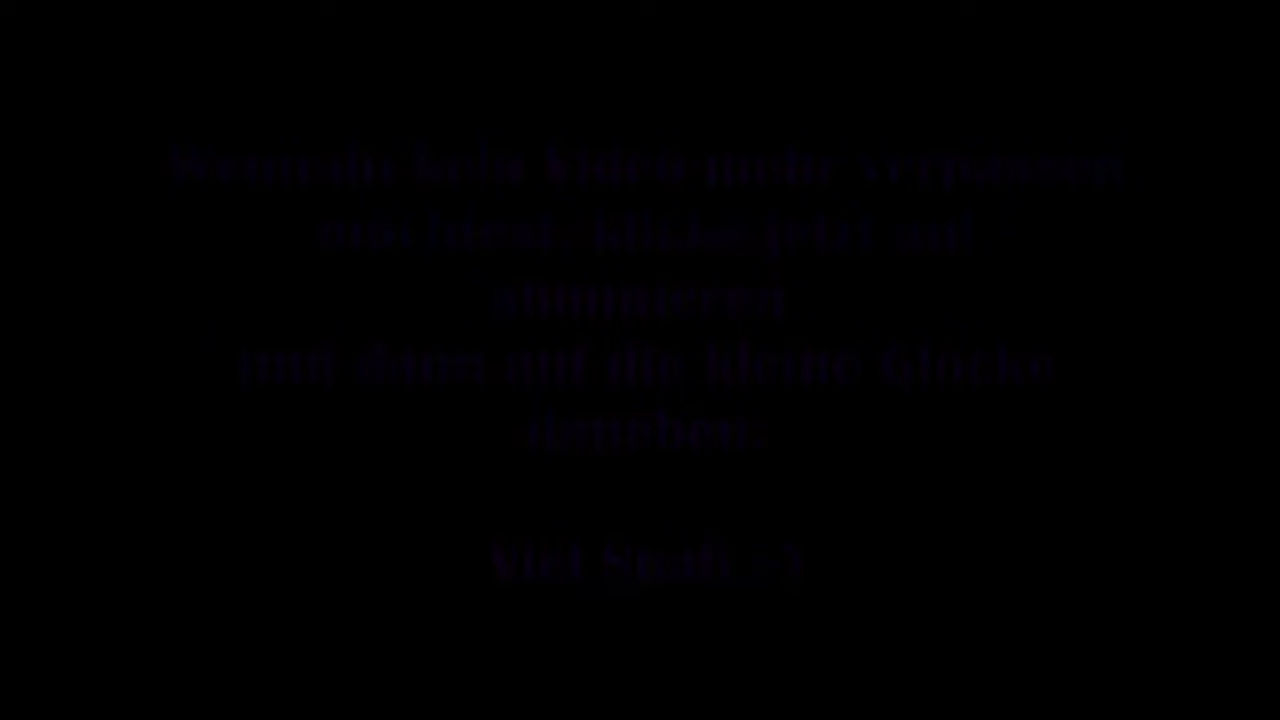 Wenn du kein Video mehr verpassen
möchtest, klicke jetzt auf
abonnieren
und dann auf die kleine Glocke
daneben.
Viel Spaß :-)